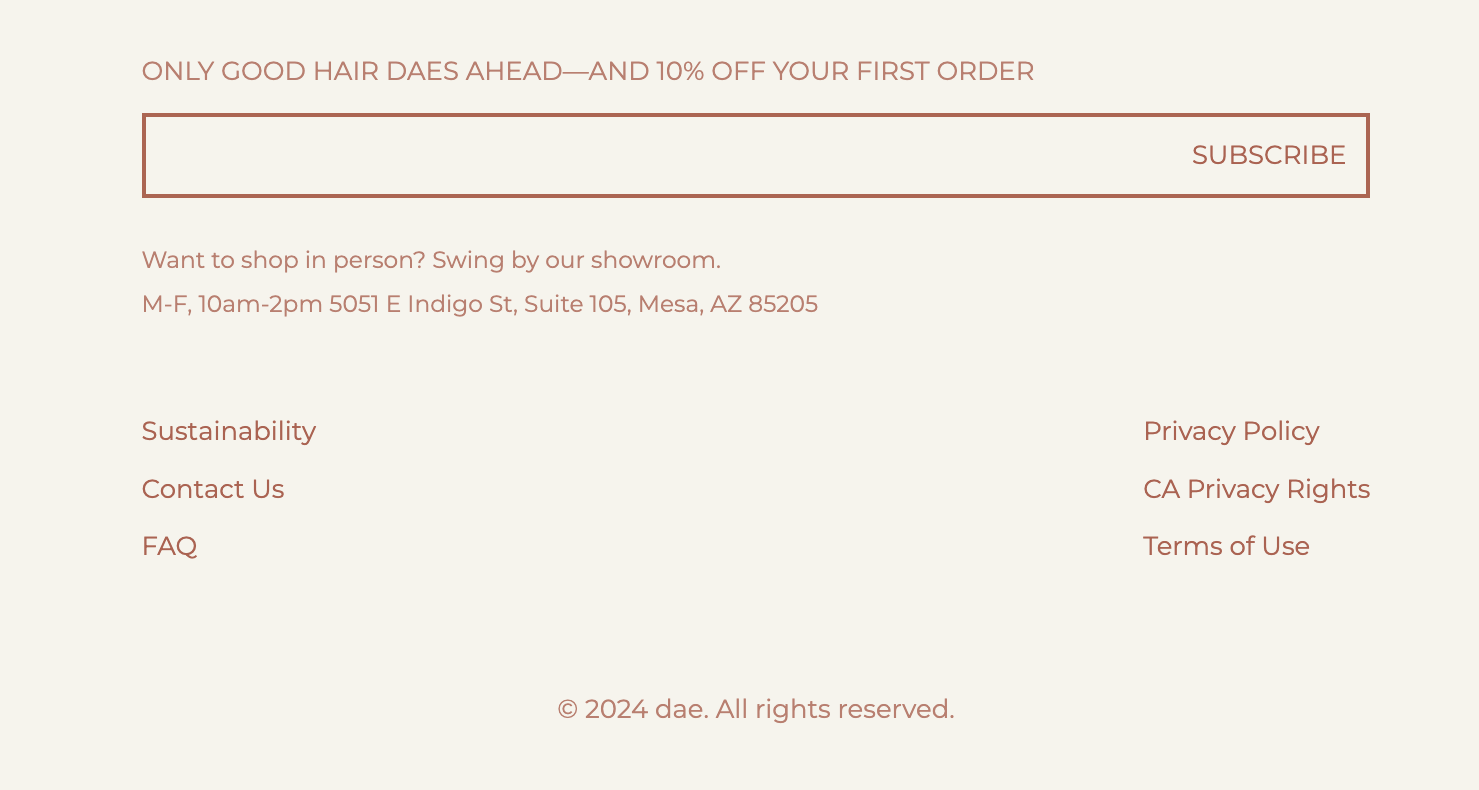 ONLY GOOD HAIR DAES AHEAD—AND 10% OFF YOUR FIRST ORDER
SUBSCRIBE
Want to shop in person? Swing by our showroom.
M-F, 10am-2pm 5051 E Indigo St, Suite 105, Mesa, AZ 85205
Sustainability
Contact Us
FAQ
Privacy Policy
CA Privacy Rights
Terms of Use
© 2024 dae. All rights reserved.